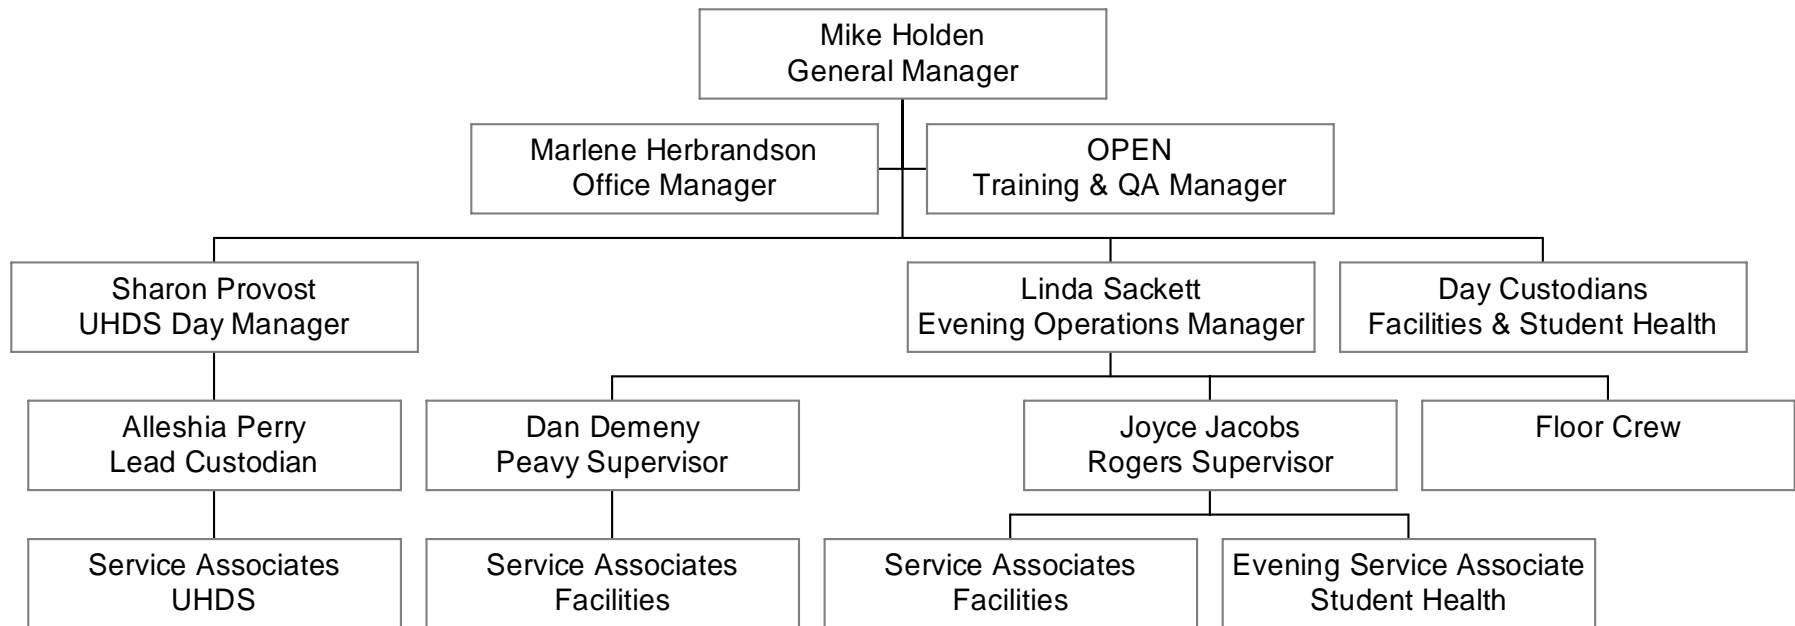 Mike Holden
General Manager
Marlene Herbrandson
Office Manager
OPEN
Training & QA Manager
Sharon Provost
UHDS Day Manager
Linda Sackett
Evening Operations Manager
Day Custodians
Facilities & Student Health
Alleshia Perry
Lead Custodian
Dan Demeny
Peavy Supervisor
Joyce Jacobs
Rogers Supervisor
Floor Crew
Service Associates
UHDS
Service Associates
Facilities
Service Associates
Facilities
Evening Service Associate
Student Health